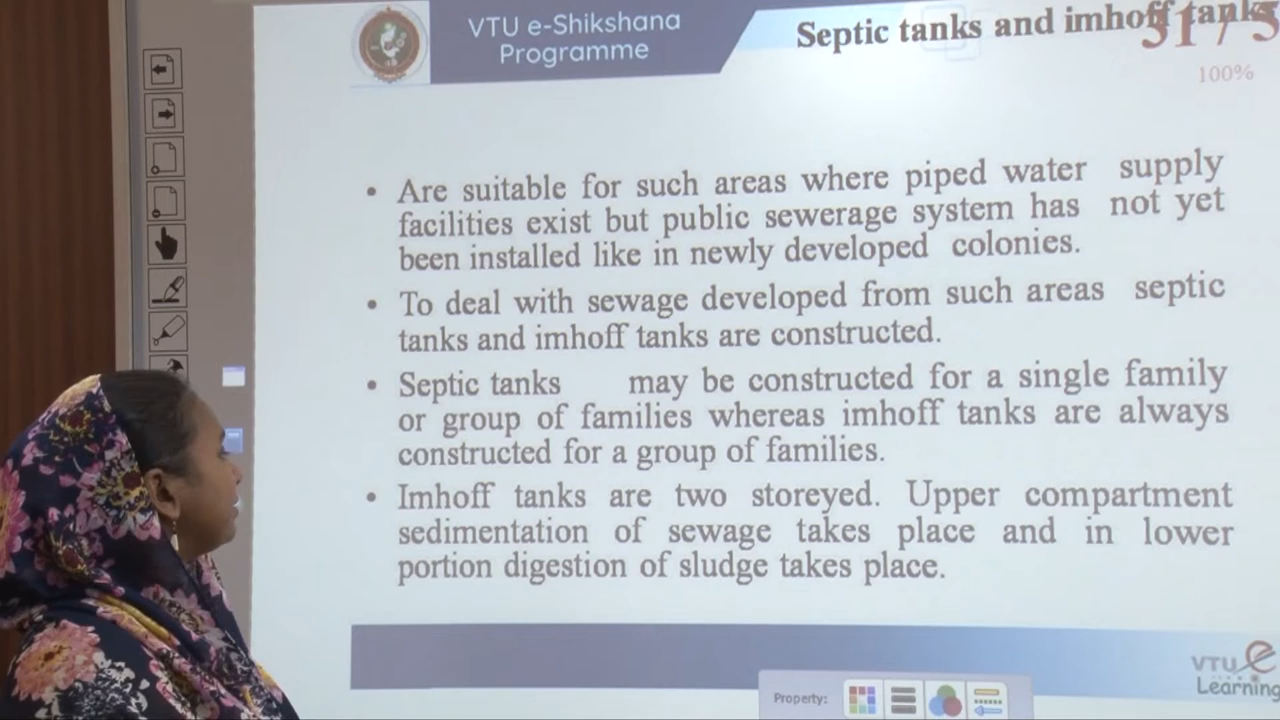 VTU e-Shikshana
Programme
Septic tanks and imhoff tanks
31 / 5
100%
• Are suitable for such areas where piped water supply
facilities exist but public sewerage system has not yet
been installed like in newly developed colonies.
• To deal with sewage developed from such areas septic
tanks and imhoff tanks are constructed.
• Septic tanks may be constructed for a single family
or group of families whereas imhoff tanks are always
constructed for a group of families.
• Imhoff tanks are two storeyed. Upper compartment
sedimentation of sewage takes place and in lower
portion digestion of sludge takes place.
VTU e
Learning
Property: